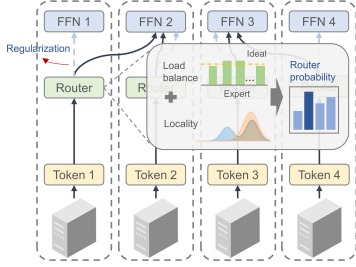 FFN 1
FFN 2
FFN 3
FFN 4
Regularization
Ideal
Load
balance
Expert
Router
probability
Router
Locality
Token 1
Token 2
Token 3
Token 4